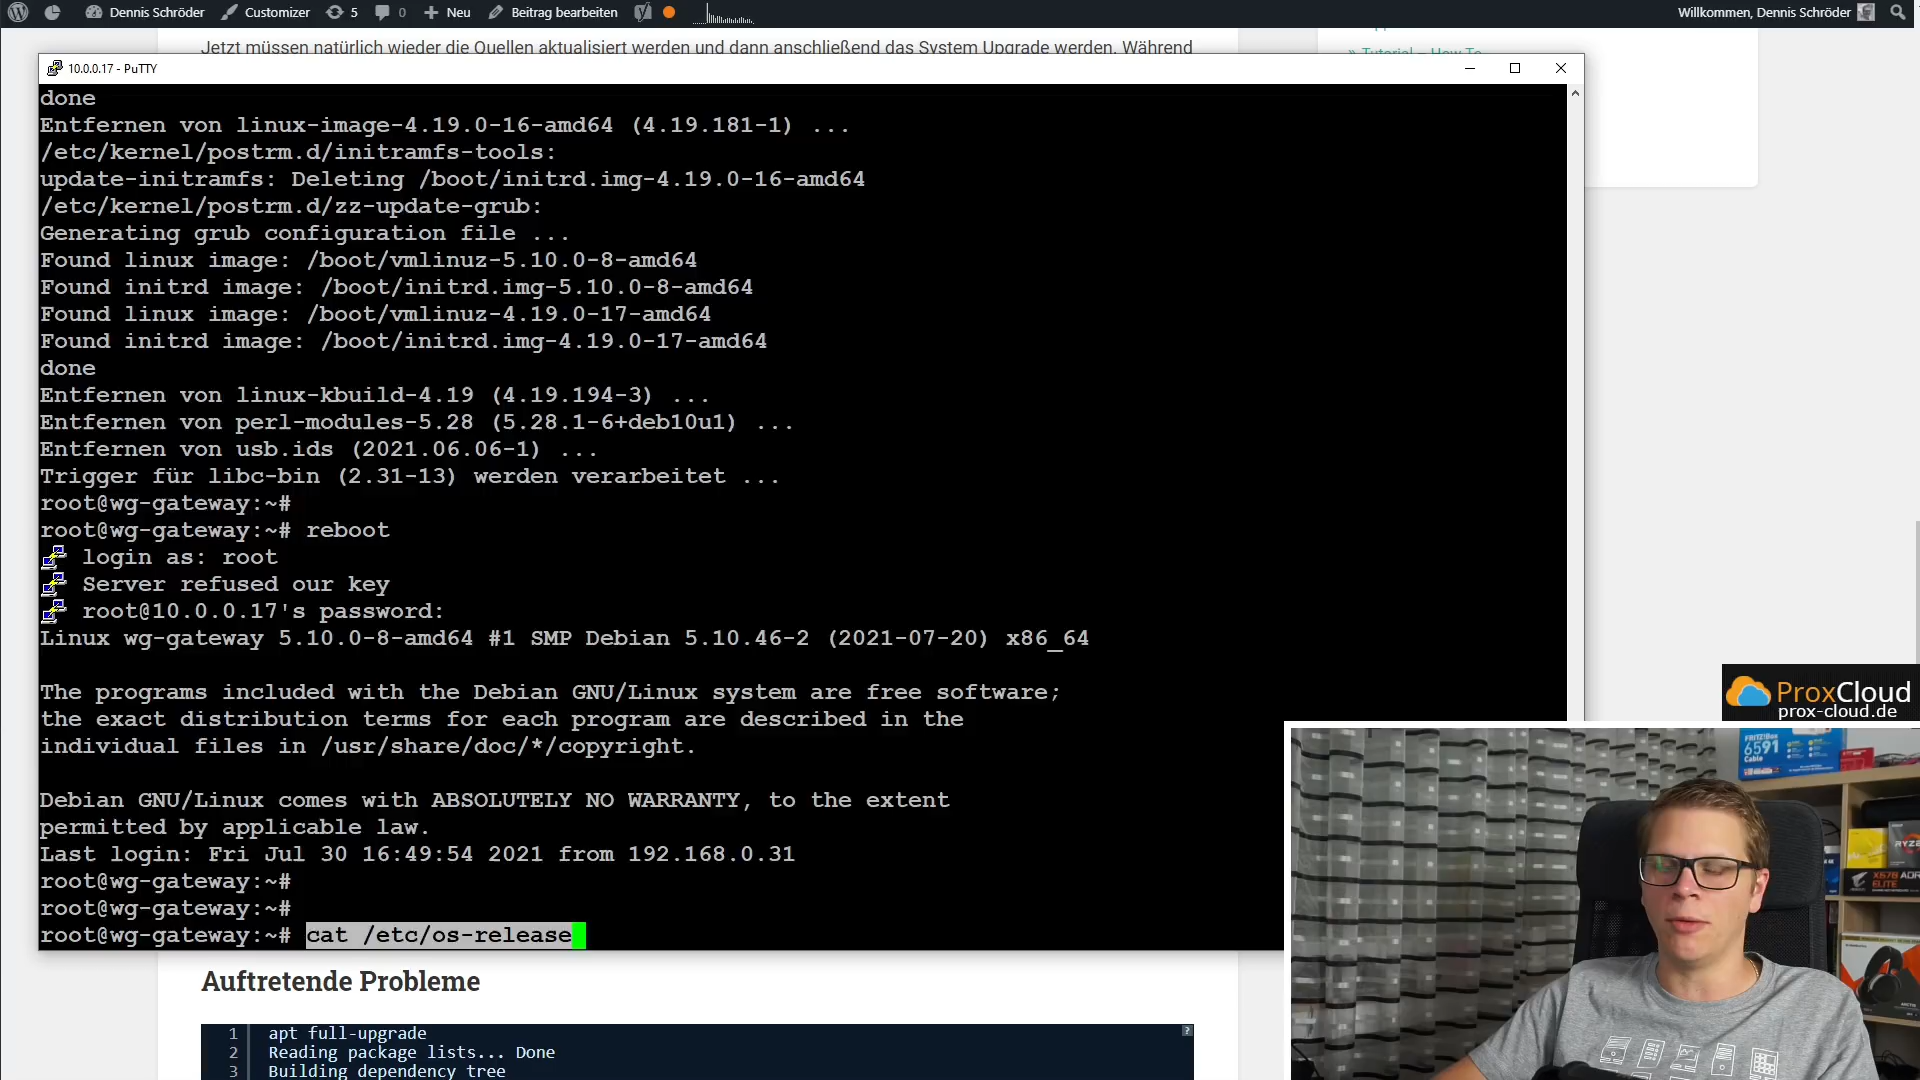 Dennis Schröder
Customizer
5
0
Neu
Beitrag bearbeiten
Willkommen, Dennis Schröder
Jetzt müssen natürlich wieder die Quellen aktualisiert werden und dann anschließend das System Upgrade werden. Während
» Tutorial – How To
10.0.0.17 - PuTTY
done
Entfernen von linux-image-4.19.0-16-amd64 (4.19.181-1) ...
/etc/kernel/postrm.d/initramfs-tools:
update-initramfs: Deleting /boot/initrd.img-4.19.0-16-amd64
/etc/kernel/postrm.d/zz-update-grub:
Generating grub configuration file ...
Found linux image: /boot/vmlinuz-5.10.0-8-amd64
Found initrd image: /boot/initrd.img-5.10.0-8-amd64
Found linux image: /boot/vmlinuz-4.19.0-17-amd64
Found initrd image: /boot/initrd.img-4.19.0-17-amd64
done
Entfernen von linux-kbuild-4.19 (4.19.194-3) ...
Entfernen von perl-modules-5.28 (5.28.1-6+deb10u1) ...
Entfernen von usb.ids (2021.06.06-1) ...
Trigger für libc-bin (2.31-13) werden verarbeitet ...
root@wg-gateway:~#
root@wg-gateway:~# reboot
login as: root
Server refused our key
root@10.0.0.17's password:
Linux wg-gateway 5.10.0-8-amd64 #1 SMP Debian 5.10.46-2 (2021-07-20) x86_64
The programs included with the Debian GNU/Linux system are free software;
the exact distribution terms for each program are described in the
individual files in /usr/share/doc/*/copyright.
Debian GNU/Linux comes with ABSOLUTELY NO WARRANTY, to the extent
permitted by applicable law.
Last login: Fri Jul 30 16:49:54 2021 from 192.168.0.31
root@wg-gateway:~#
root@wg-gateway:~#
root@wg-gateway:~# cat /etc/os-release
ProxCloud
prox-cloud.de
FRITZ!Box
6591
Cable
RYZE
X570 AOR
ELITE
Auftretende Probleme
1 apt full-upgrade
2 Reading package lists... Done
3 Building dependency tree